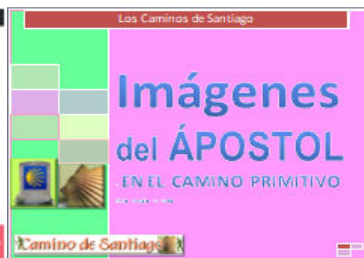 Los Caminos de Santiago
Imágenes
del ÁPOSTOL
EN EL CAMINO PRIMITIVO
Camino de Santiago